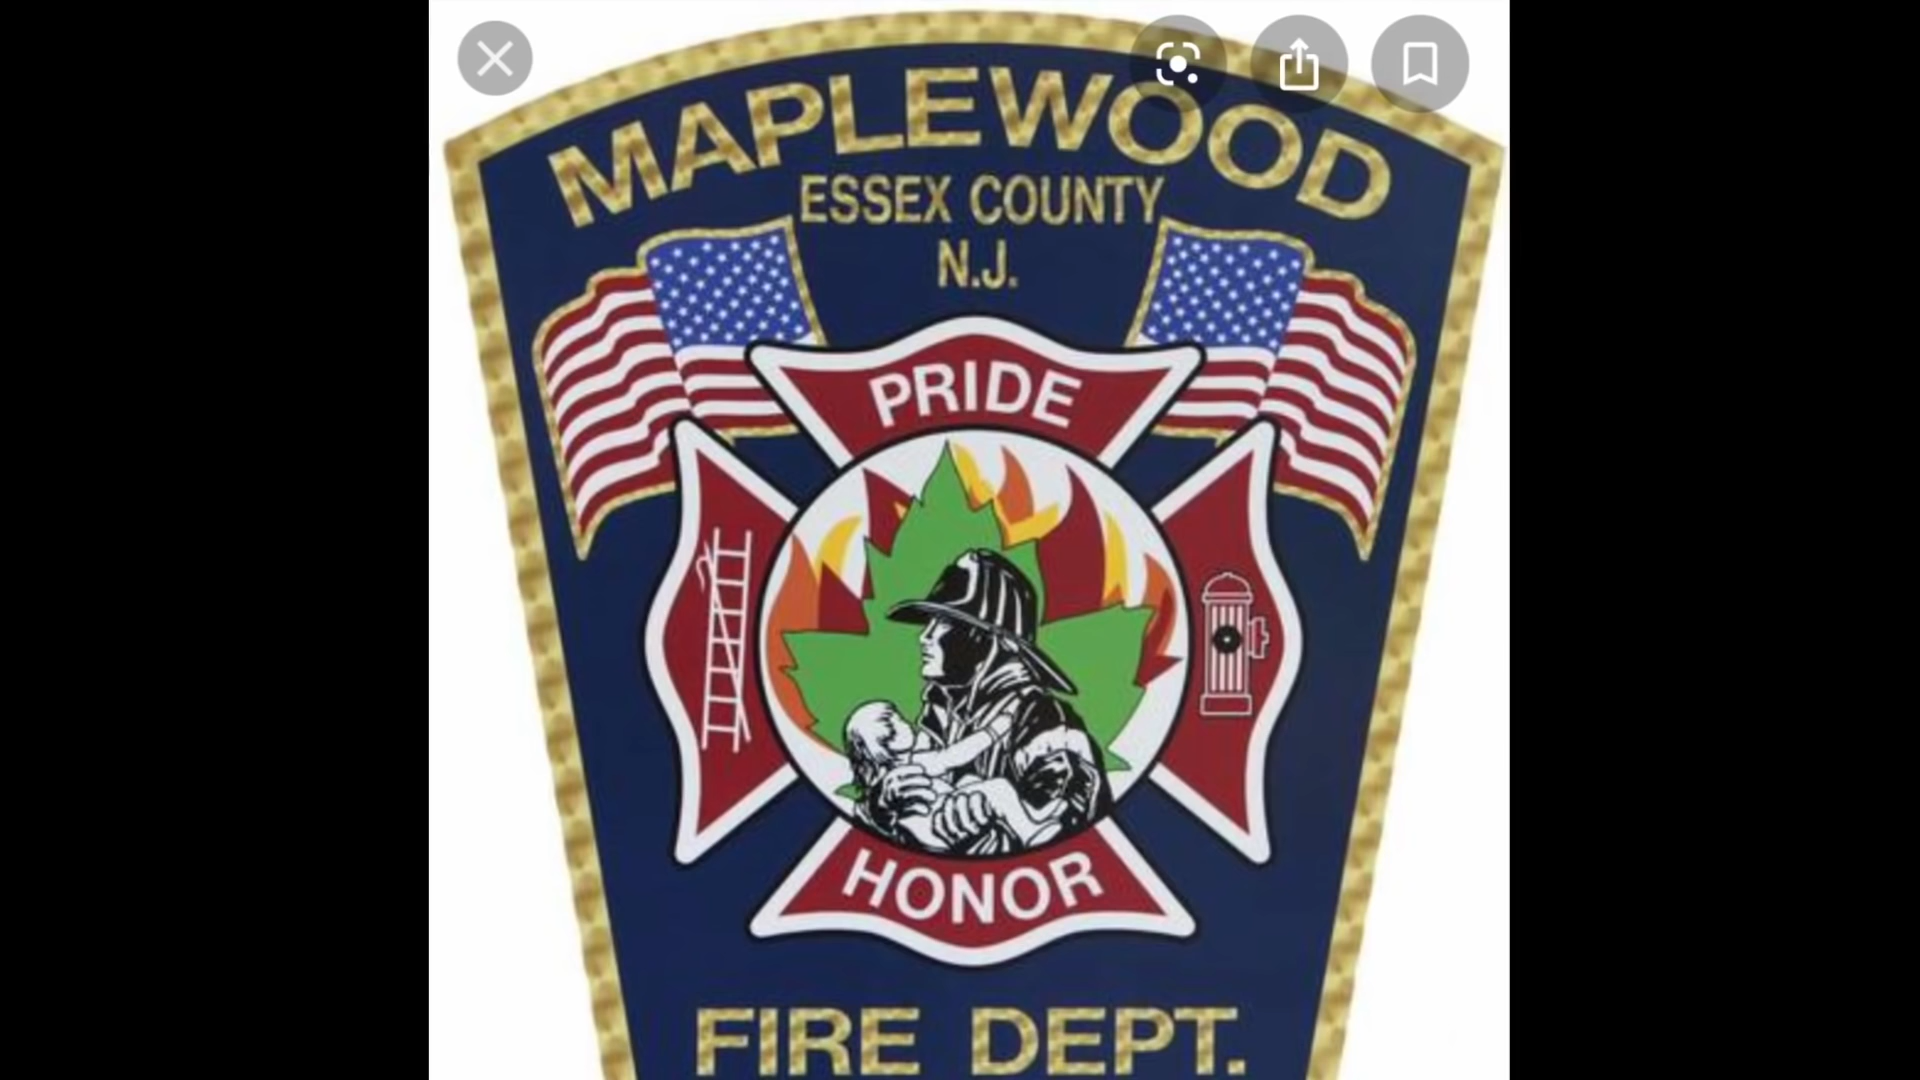 MAPLEWOOD
ESSEX COUNTY
N.J.
PRIDE
HONOR
FIRE DEPT.